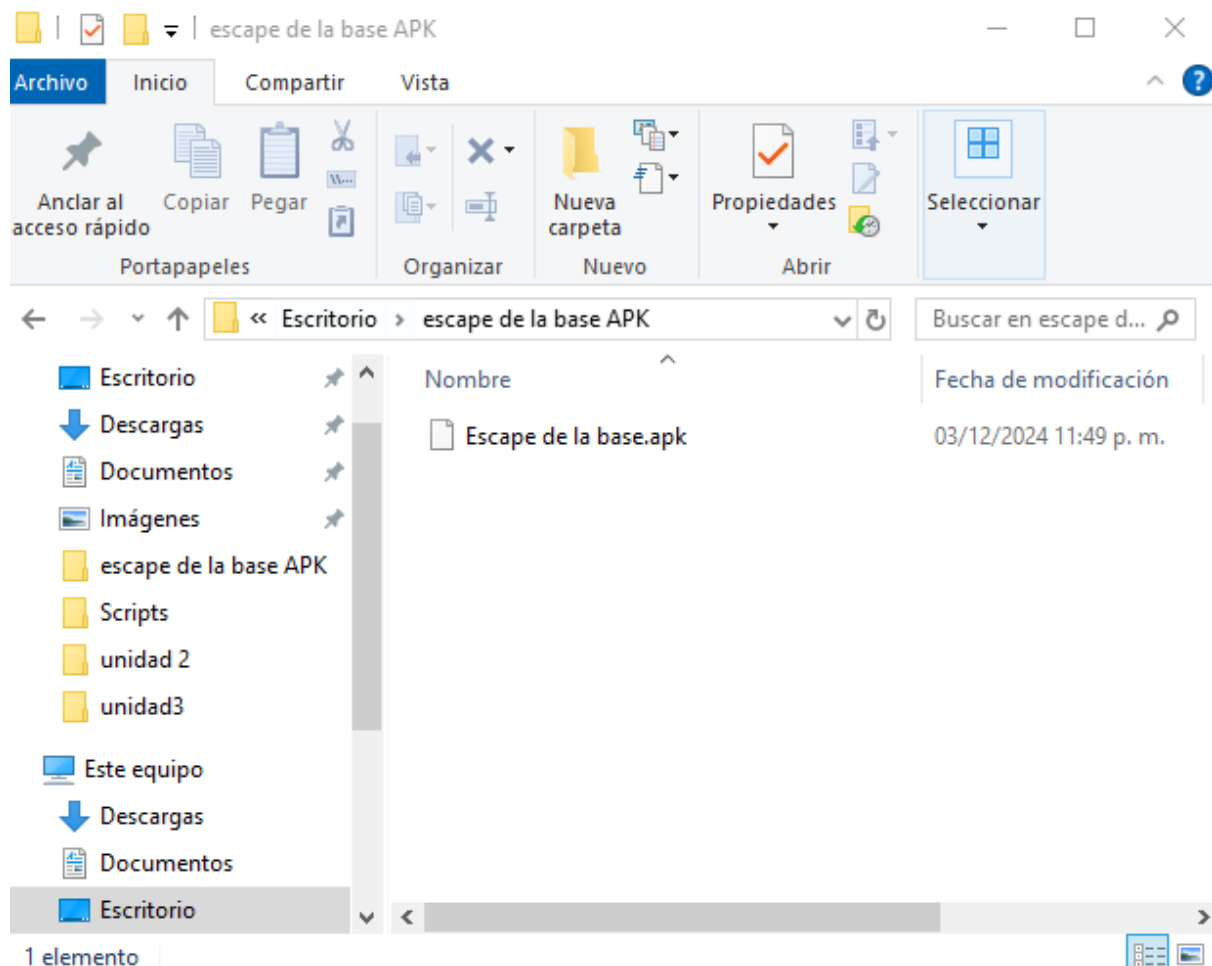 escape de la base APK
Archivo Inicio Compartir Vista
Anclar al acceso rápido
Copiar
Pegar
Portapapeles
Organizar
Nueva carpeta
Nuevo
Propiedades
Abrir
Seleccionar
« Escritorio > escape de la base APK
Buscar en escape d...
Escritorio
Descargas
Documentos
Imágenes
escape de la base APK
Scripts
unidad 2
unidad3
Este equipo
Descargas
Documentos
Escritorio
Nombre Fecha de modificación
Escape de la base.apk 03/12/2024 11:49 p. m.
1 elemento